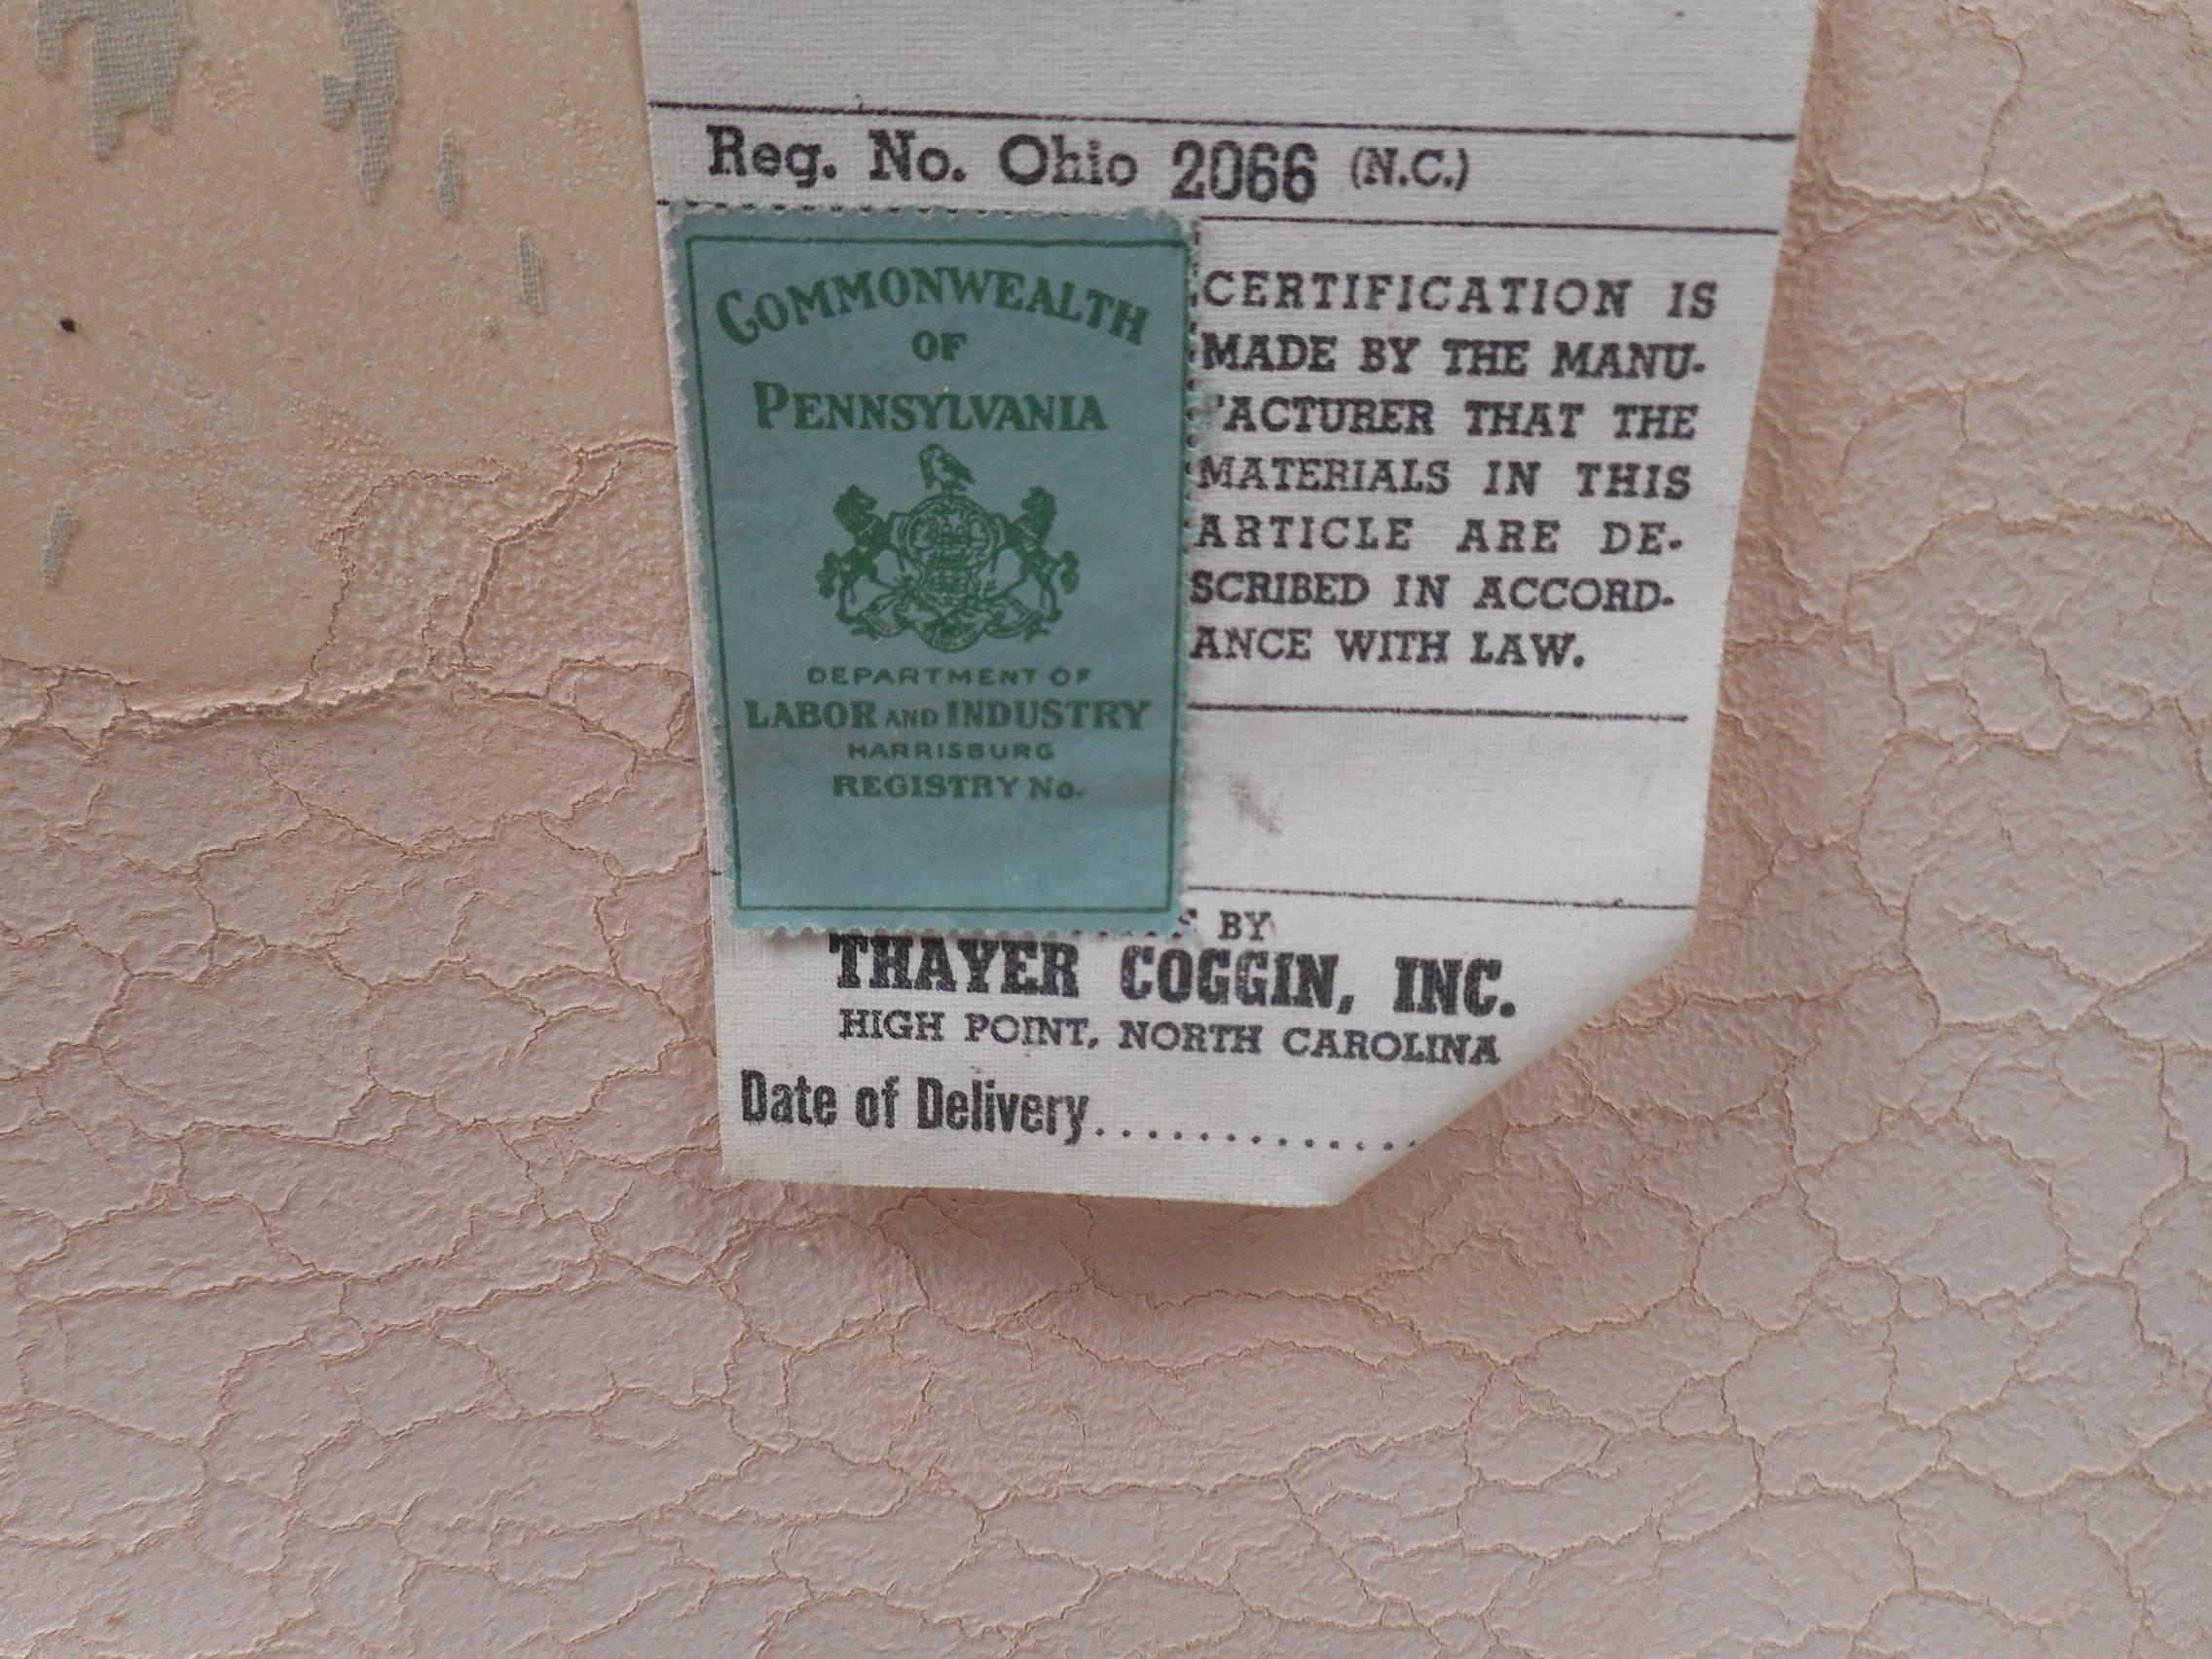 Reg. No. Ohio 2066 (N.C.)
COMMONWEALTH
OF
PENNSYLVANIA
DEPARTMENT OF
LABOR AND INDUSTRY
HARRISBURG
REGISTRY No.
CERTIFICATION IS
MADE BY THE MANU-
FACTURER THAT THE
MATERIALS IN THIS
ARTICLE ARE DE-
SCRIBED IN ACCORD-
ANCE WITH LAW.
BY
THAYER COGGIN, INC.
HIGH POINT, NORTH CAROLINA
Date of Delivery..............